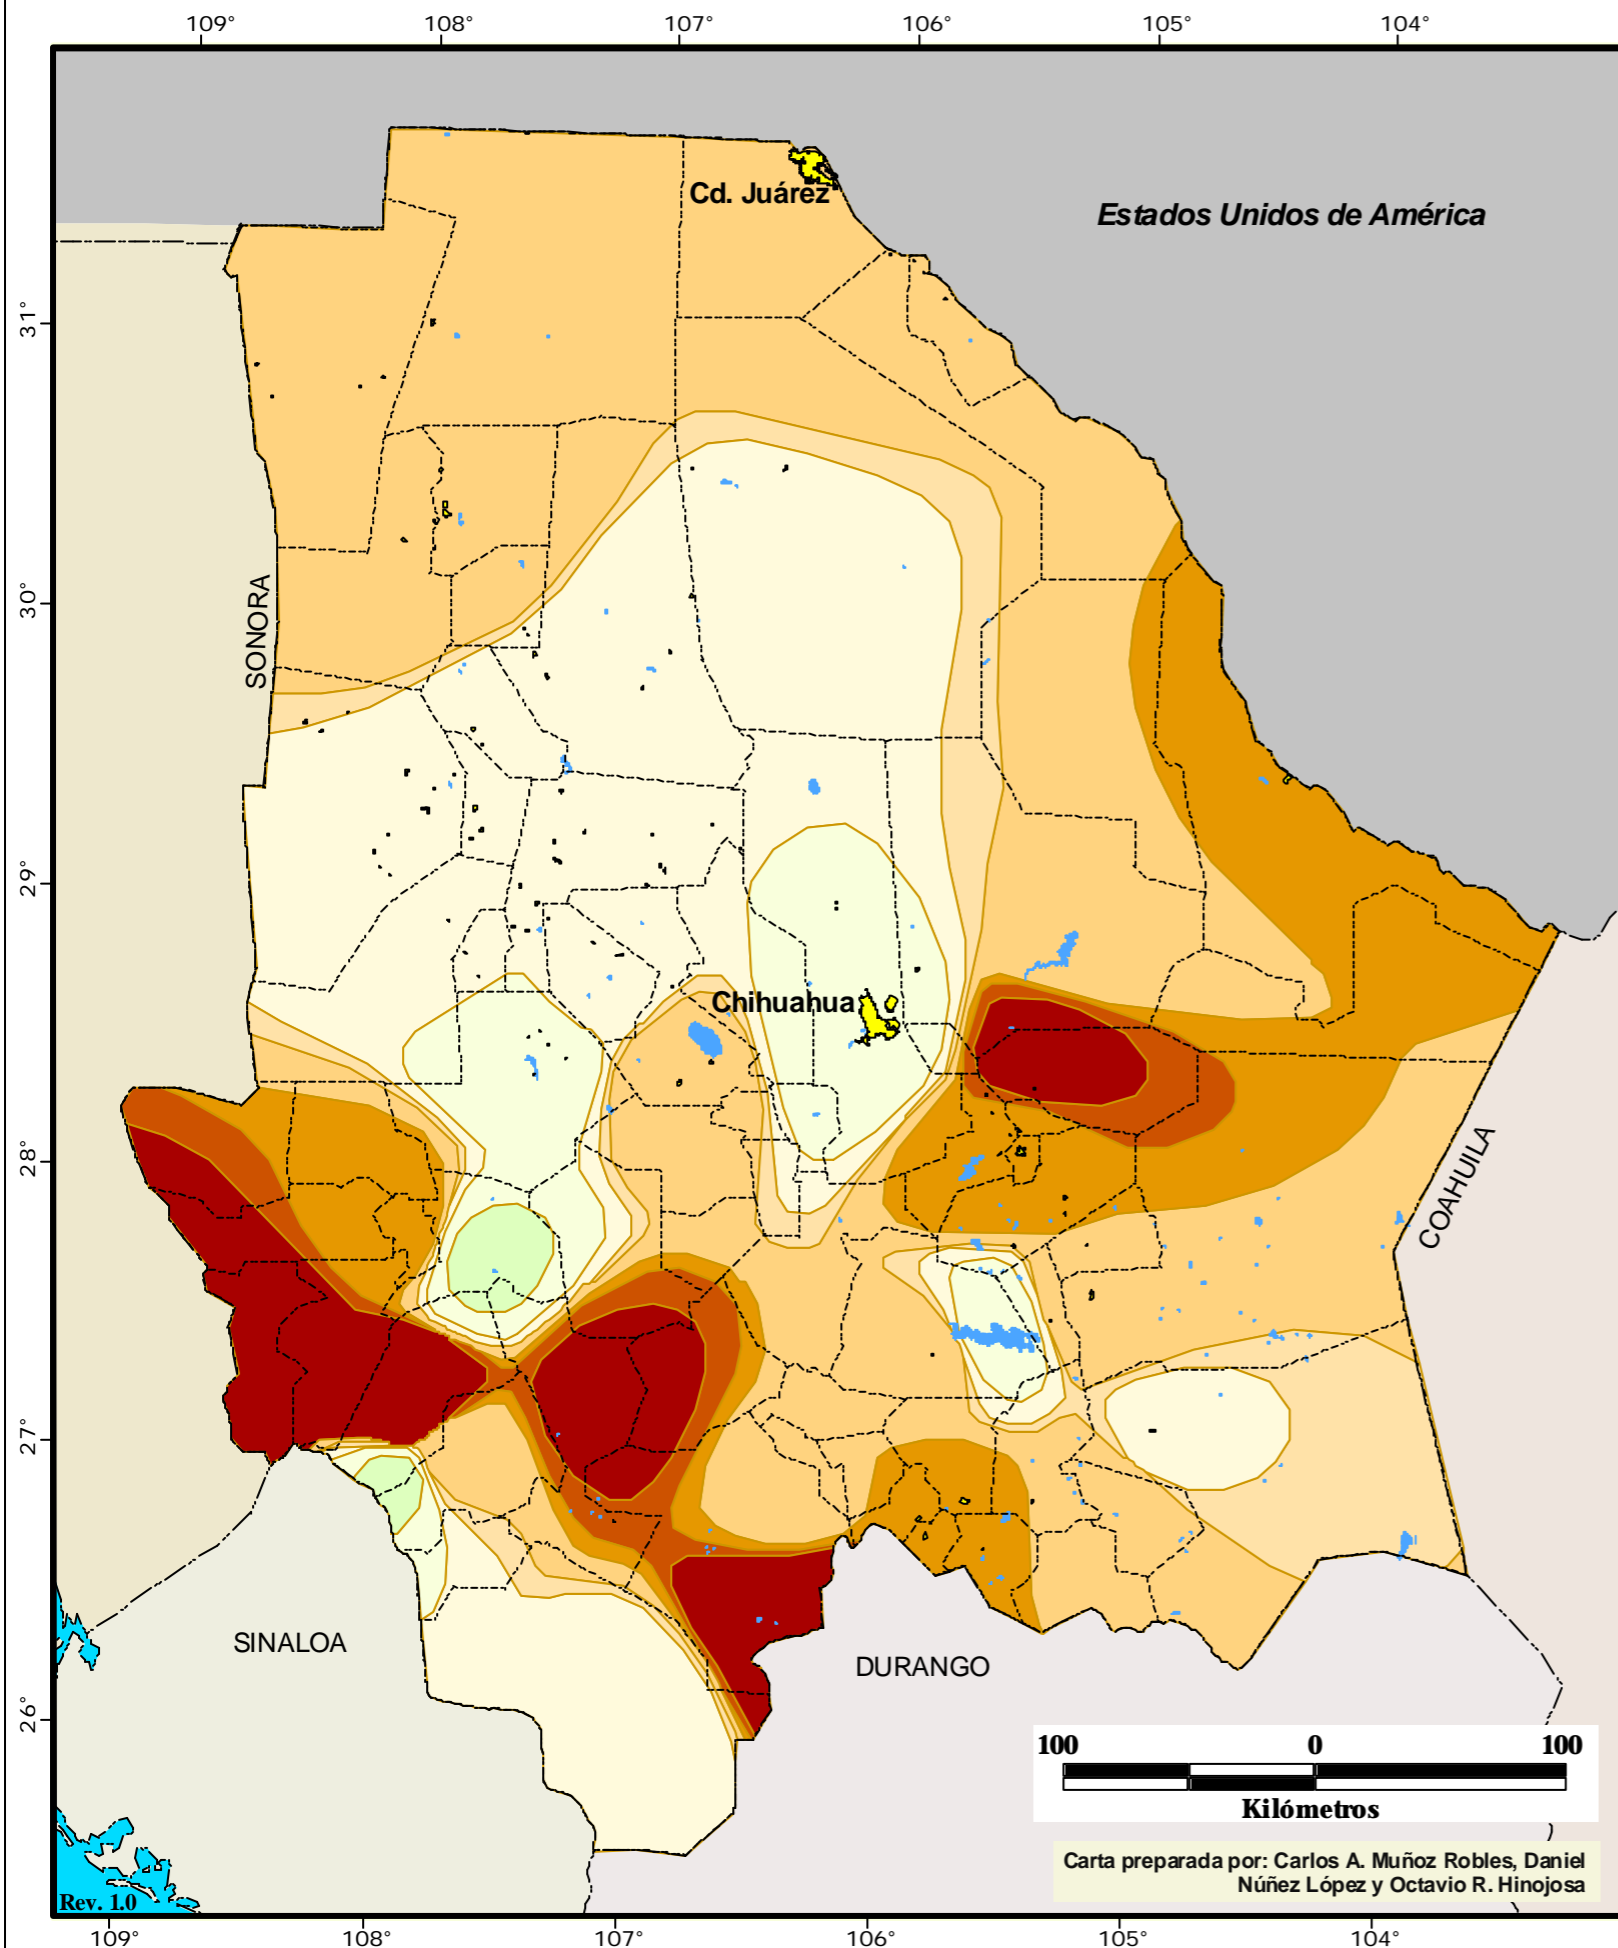 109° 108° 107° 106° 105° 104°
Cd. Juárez
Estados Unidos de América
31°
30°
SONORA
29°
Chihuahua
28°
COAHUILA
27°
SINALOA
DURANGO
26°
100 0 100
Kilómetros
Carta preparada por: Carlos A. Muñoz Robles, Daniel
Núñez López y Octavio R. Hinojosa
Rev. 1.0
109° 108° 107° 106° 105° 104°